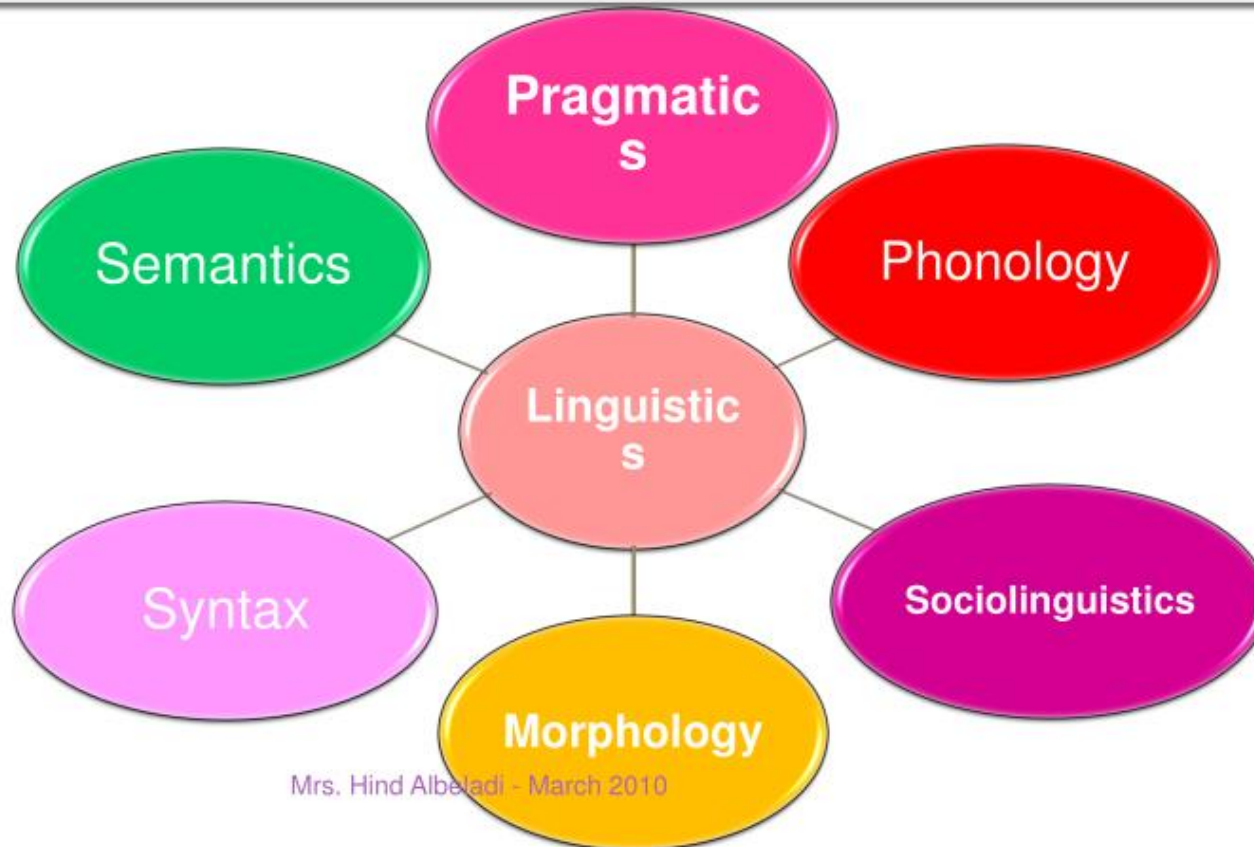 Pragmatic
s
Semantics
Phonology
Linguistic
s
Syntax
Sociolinguistics
Morphology
Mrs. Hind Albeladi - March 2010